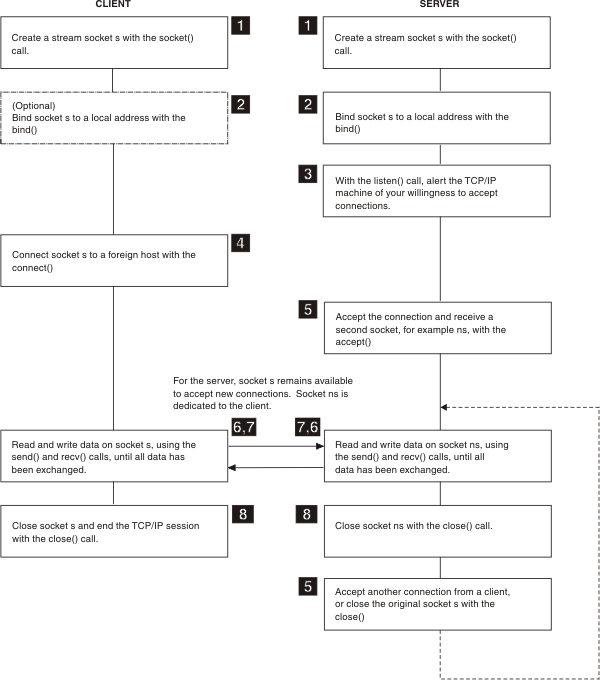 CLIENT
SERVER
1
1
Create a stream socket s with the socket()
call.
Create a stream socket s with the socket()
call.
2
2
(Optional)
Bind socket s to a local address with the
bind()
Bind socket s to a local address with the
bind()
3
With the listen() call, alert the TCP/IP
machine of your willingness to accept
connections.
4
Connect socket s to a foreign host with the
connect()
5
Accept the connection and receive a
second socket, for example ns, with the
accept()
For the server, socket s remains available
to accept new connections. Socket ns is
dedicated to the client.
6,7
7,6
Read and write data on socket s, using the
send() and recv() calls, until all data has
been exchanged.
Read and write data on socket ns, using
the send() and recv() calls, until all
data has been exchanged.
8
8
Close socket s and end the TCP/IP session
with the close() call.
Close socket ns with the close() call.
5
Accept another connection from a client,
or close the original socket s with the
close()